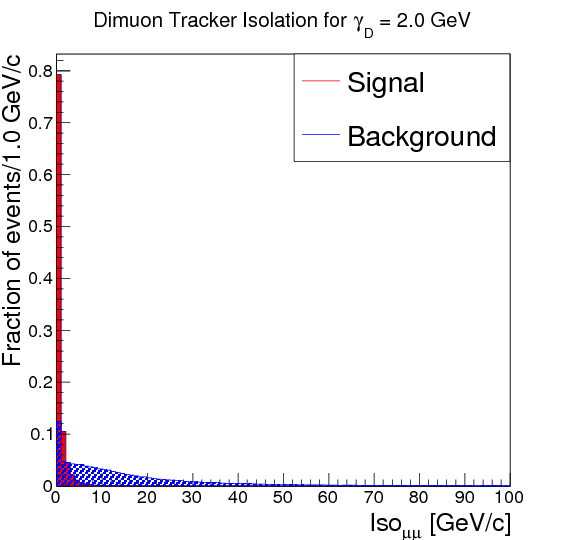 Dimuon Tracker Isolation for γD = 2.0 GeV
Signal
Background
Fraction of events/1.0 GeV/c
0.8
0.7
0.6
0.5
0.4
0.3
0.2
0.1
0
0 10 20 30 40 50 60 70 80 90 100
Isoμμ [GeV/c]